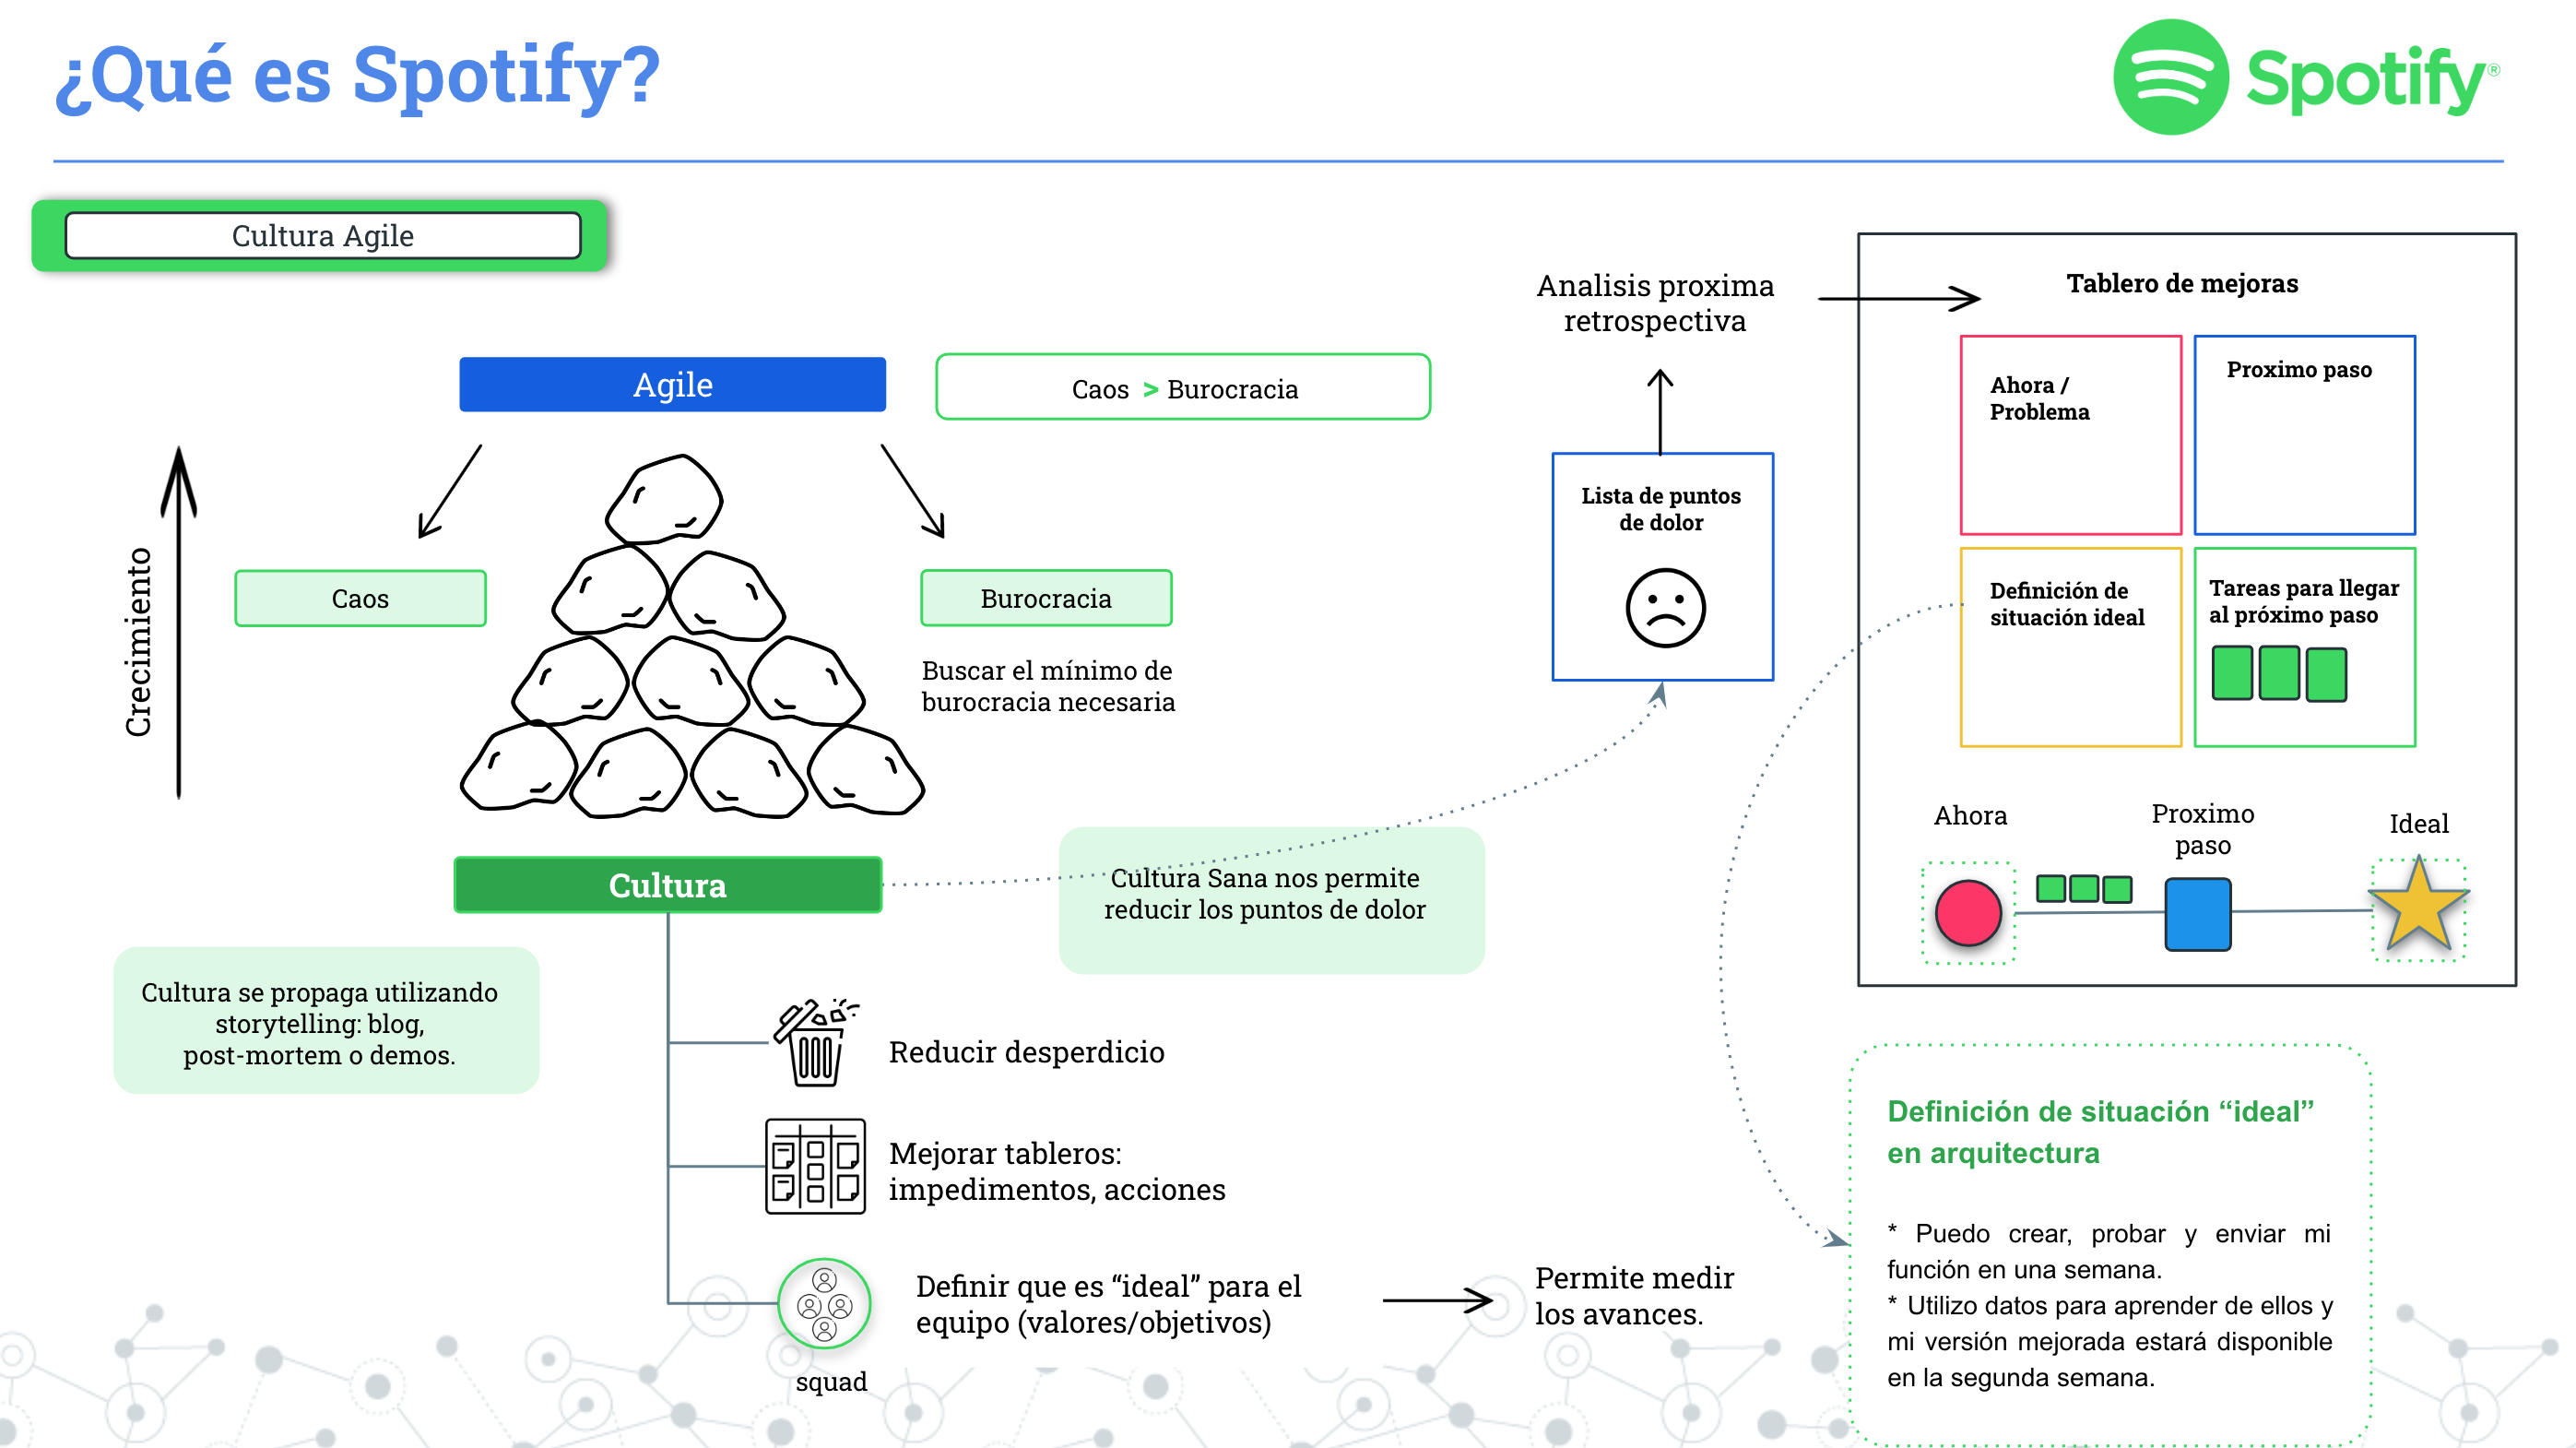 ¿Qué es Spotify?
Spotify®
Cultura Agile
Agile
Caos > Burocracia
Crecimiento
Caos
Burocracia
Buscar el mínimo de
burocracia necesaria
Cultura
Cultura Sana nos permite
reducir los puntos de dolor
Cultura se propaga utilizando
storytelling: blog,
post-mortem o demos.
Reducir desperdicio
Mejorar tableros:
impedimentos, acciones
Definir que es “ideal” para el
equipo (valores/objetivos)
squad
Permite medir
los avances.
Analisis proxima
retrospectiva
Lista de puntos
de dolor
Tablero de mejoras
Ahora /
Problema
Proximo paso
Definición de
situación ideal
Tareas para llegar
al próximo paso
Ahora
Proximo
paso
Ideal
Definición de situación “ideal”
en arquitectura
* Puedo crear, probar y enviar mi
función en una semana.
* Utilizo datos para aprender de ellos y
mi versión mejorada estará disponible
en la segunda semana.